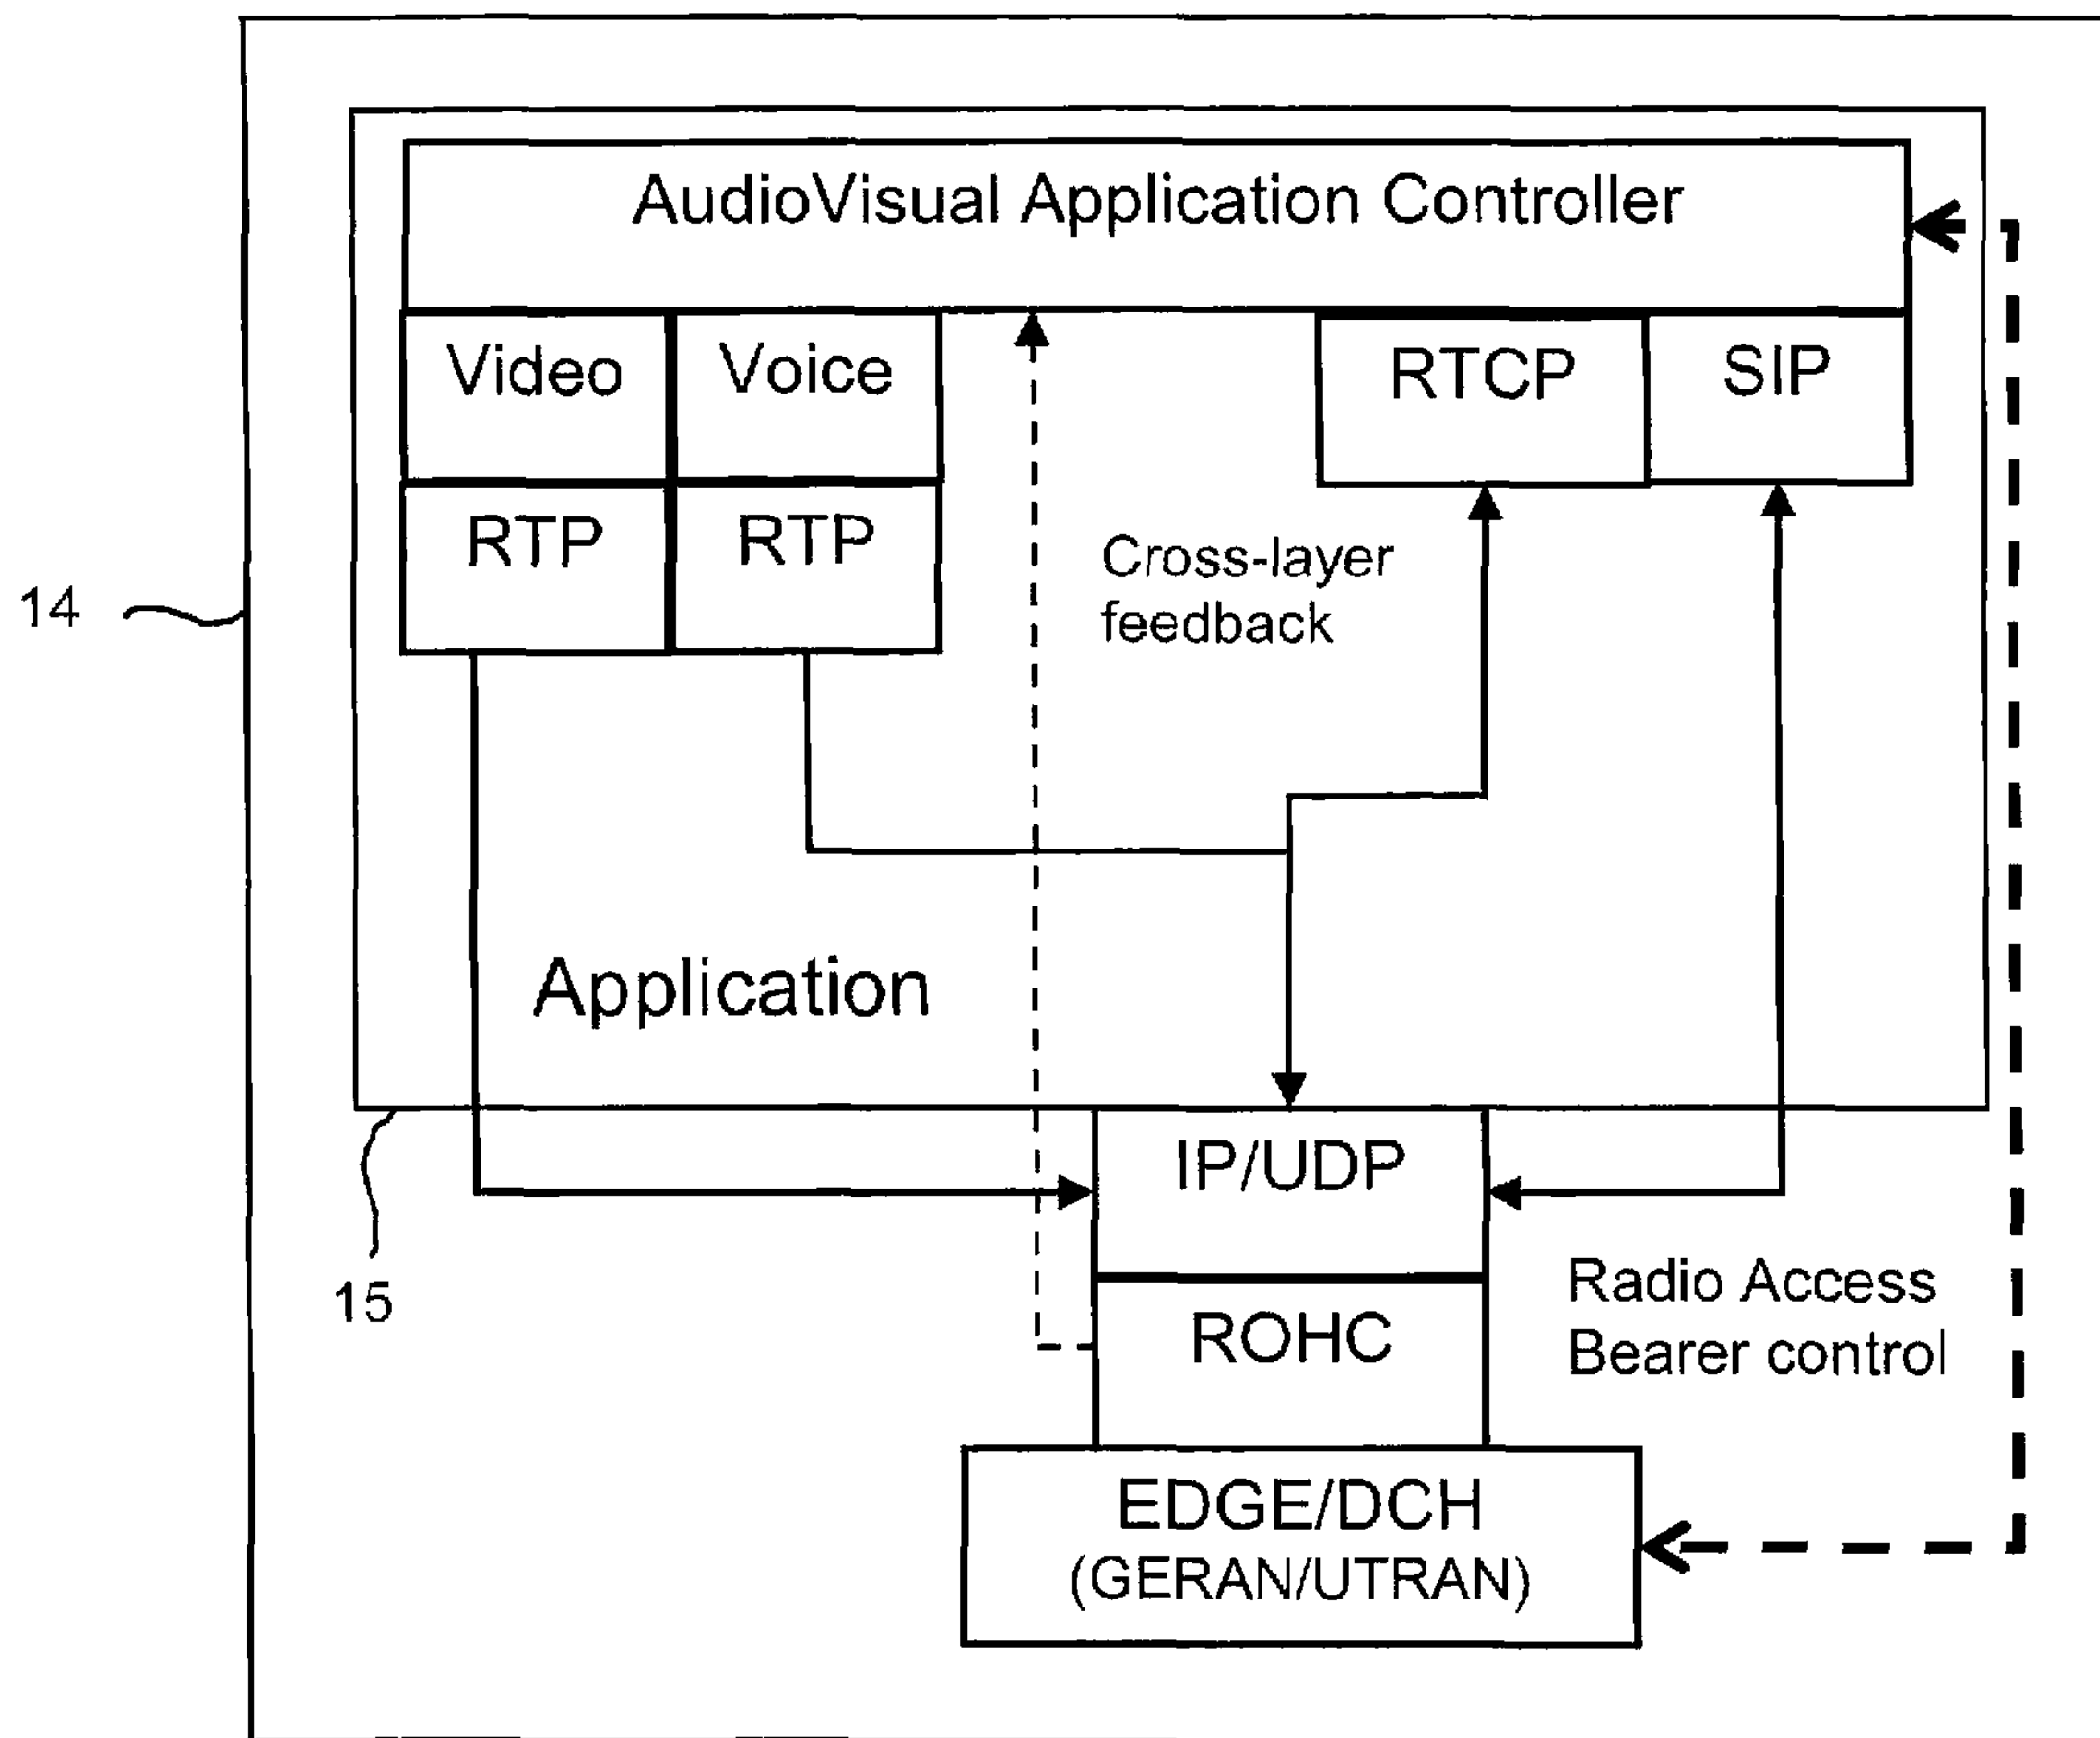 AudioVisual Application Controller
Video
Voice
RTCP
SIP
RTP
RTP
Cross-layer
feedback
14
Application
IP/UDP
15
Radio Access
Bearer control
ROHC
EDGE/DCH
(GERAN/UTRAN)